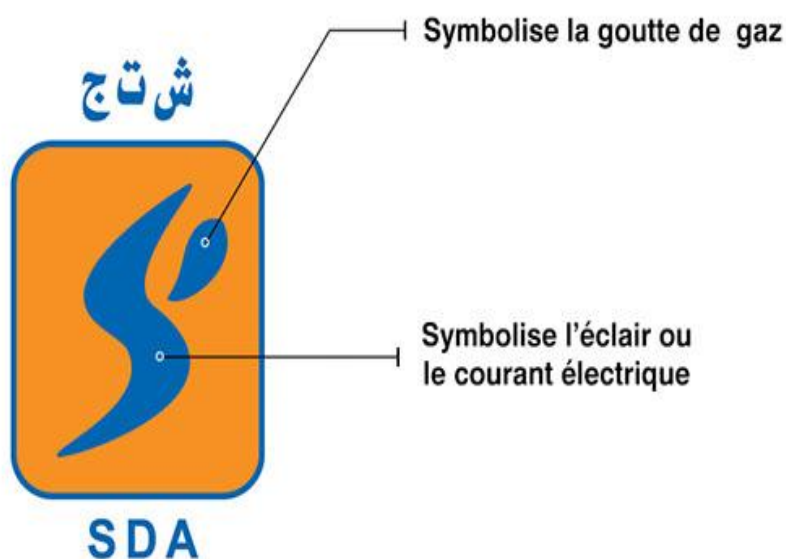 Symbolise la goutte de gaz
ش ت ج
Symbolise l'éclair ou
le courant électrique
SDA